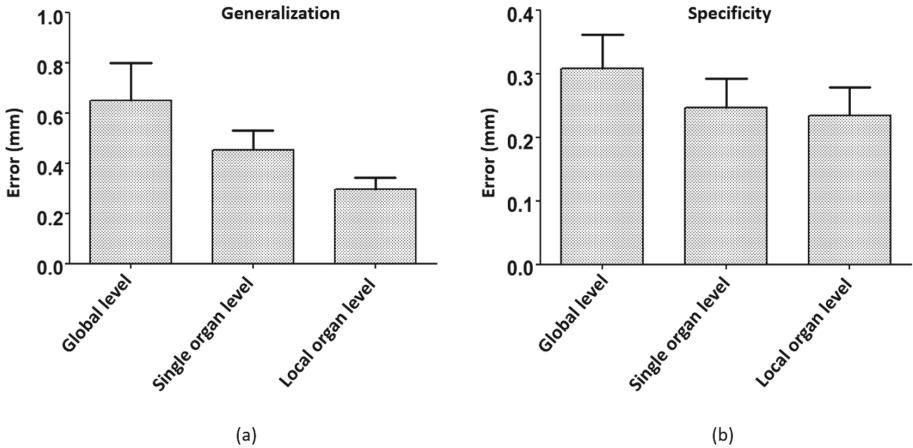 Generalization
Error (mm)
1.0
0.8
0.6
0.4
0.2
0.0
Global level
Single organ level
Local organ level
(a)
Specificity
Error (mm)
0.4
0.3
0.2
0.1
0.0
Global level
Single organ level
Local organ level
(b)